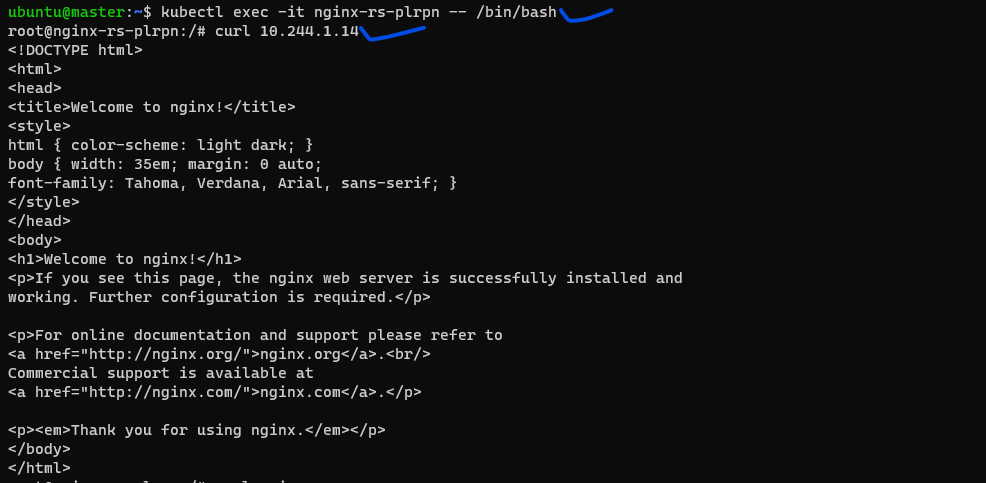 ubuntu@master:~$ kubectl exec -it nginx-rs-plrpn -- /bin/bash
root@nginx-rs-plrpn:/# curl 10.244.1.14
<!DOCTYPE html>
<html>
<head>
<title>Welcome to nginx!</title>
<style>
html { color-scheme: light dark; }
body { width: 35em; margin: 0 auto;
font-family: Tahoma, Verdana, Arial, sans-serif; }
</style>
</head>
<body>
<h1>Welcome to nginx!</h1>
<p>If you see this page, the nginx web server is successfully installed and
working. Further configuration is required.</p>

<p>For online documentation and support please refer to
<a href="http://nginx.org/">nginx.org</a>.<br/>
Commercial support is available at
<a href="http://nginx.com/">nginx.com</a>.</p>

<p><em>Thank you for using nginx.</em></p>
</body>
</html>